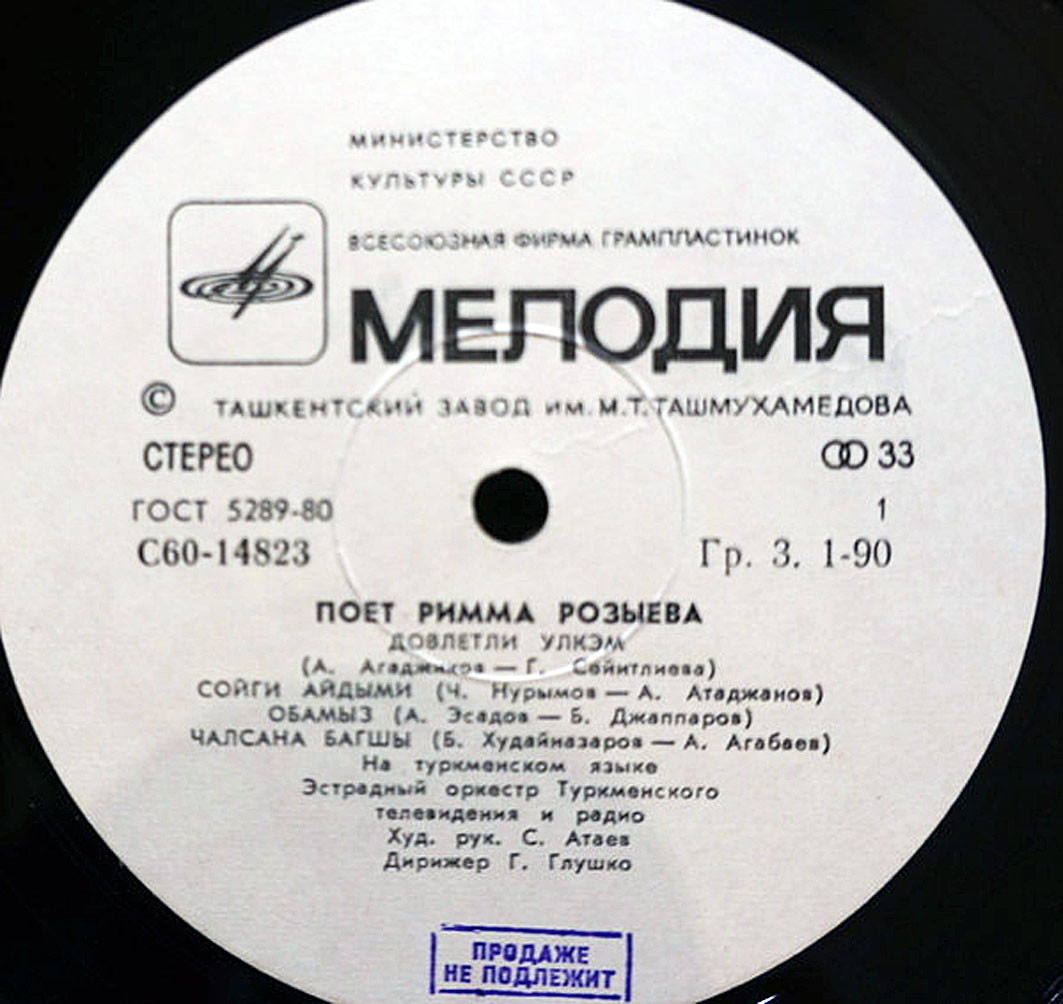 МИНИСТЕРСТВО
КУЛЬТУРЫ СССР
ВСЕСОЮЗНАЯ ФИРМА ГРАМПЛАСТИНОК
МЕЛОДИЯ
© ТАШКЕНТСКИЙ ЗАВОД ИМ. М.Т.ТАШМУХАМЕДОВА
СТЕРЕО 33
ГОСТ 5289-80 1
С60-14823 Гр. 3. 1-90
ПОЕТ РИММА РОЗЫЕВА
ДОВЛЕТЛИ УЛКЭМ
(А. Агаджиков — Г. Сейитлиева)
СОЙГИ АЙДЫМИ (Ч. Нурымов — А. Атаджанов)
ОБАМЫЗ (А. Эсадов — Б. Джаппаров)
ЧАЛСАНА БАГШЫ (Б. Худайназаров — А. Агабаев)
На туркменском языке
Эстрадный оркестр Туркменского
телевидения и радио
Худ. рук. С. Атаев
Дирижер Г. Глушко
ПРОДАЖЕ
НЕ ПОДЛЕЖИТ